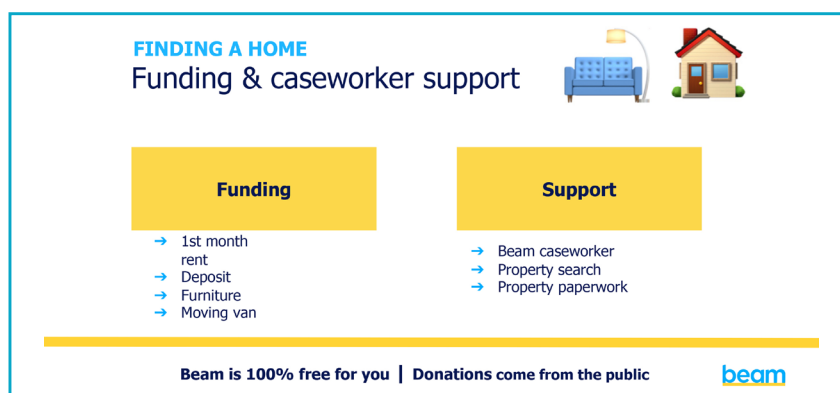 FINDING A HOME
Funding & caseworker support
Funding
➔ 1st month
rent
➔ Deposit
➔ Furniture
➔ Moving van
Support
➔ Beam caseworker
➔ Property search
➔ Property paperwork
Beam is 100% free for you | Donations come from the public
beam